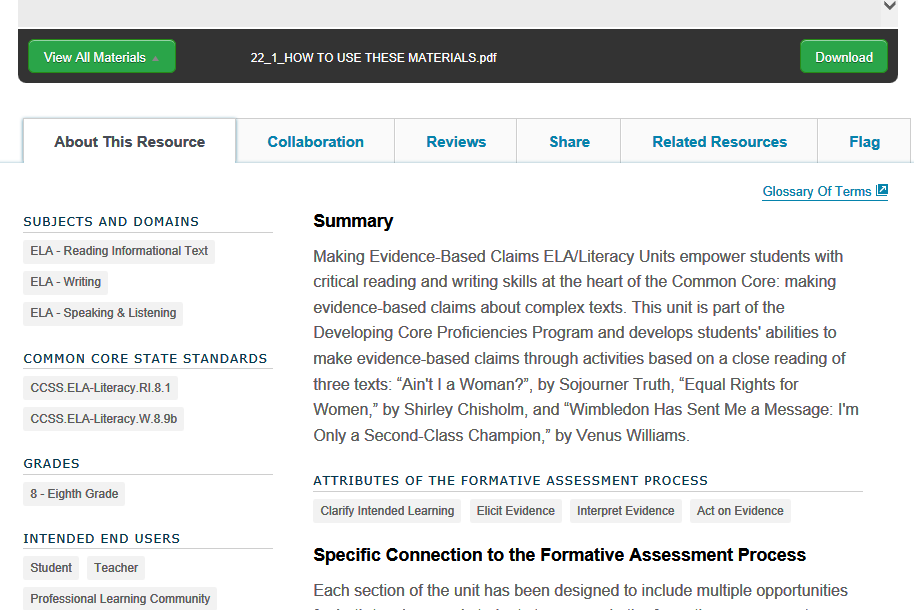 View All Materials
22_1_HOW TO USE THESE MATERIALS.pdf
Download
About This Resource
Collaboration
Reviews
Share
Related Resources
Flag
Glossary Of Terms
SUBJECTS AND DOMAINS
ELA - Reading Informational Text
ELA - Writing
ELA - Speaking & Listening
COMMON CORE STATE STANDARDS
CCSS.ELA-Literacy.RI.8.1
CCSS.ELA-Literacy.W.8.9b
GRADES
8 - Eighth Grade
INTENDED END USERS
Student
Teacher
Professional Learning Community
Summary
Making Evidence-Based Claims ELA/Literacy Units empower students with
critical reading and writing skills at the heart of the Common Core: making
evidence-based claims about complex texts. This unit is part of the
Developing Core Proficiencies Program and develops students' abilities to
make evidence-based claims through activities based on a close reading of
three texts: “Ain't I a Woman?”, by Sojourner Truth, “Equal Rights for
Women,” by Shirley Chisholm, and “Wimbledon Has Sent Me a Message: I'm
Only a Second-Class Champion,” by Venus Williams.
ATTRIBUTES OF THE FORMATIVE ASSESSMENT PROCESS
Clarify Intended Learning
Elicit Evidence
Interpret Evidence
Act on Evidence
Specific Connection to the Formative Assessment Process
Each section of the unit has been designed to include multiple opportunities